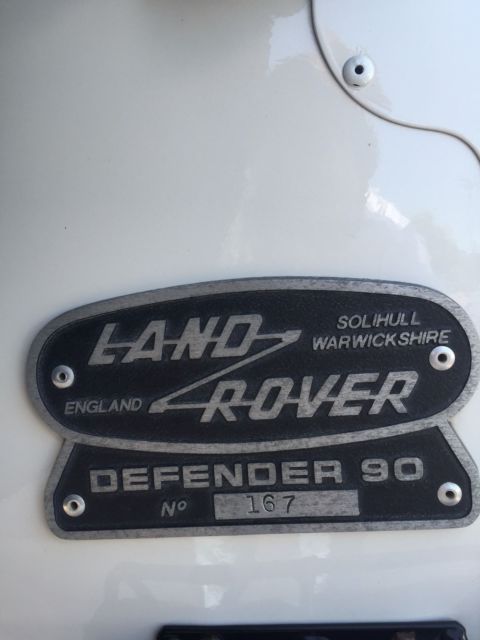 LAND
ROVER
SOLIHULL
WARWICKSHIRE
ENGLAND
DEFENDER 90
Nº 167